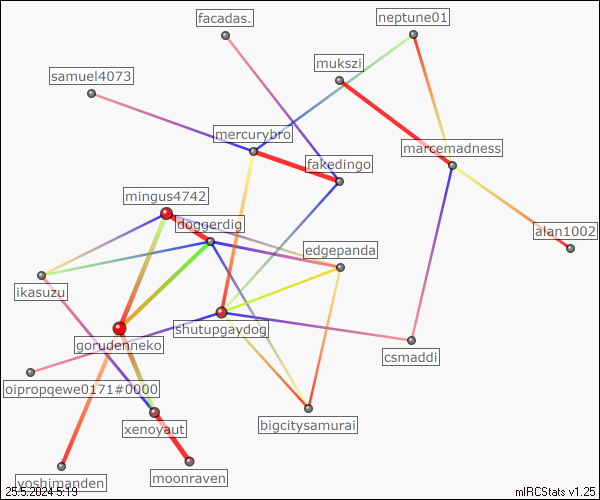 facadas.
neptune01
mukszi
samuel4073
mercurybro
marcemadness
fakedingo
mingus4742
doggerdig
alan1002
edgepanda
ikasuzu
shutupgaydog
gorudenneko
csmaddi
oipropqewe0171#0000
xenoyaut
bigcitysamurai
moonraven
yoshimanden
25.5.2024 5:19
mIRCStats v1.25